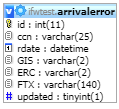 ifwtest.arrivalerror
id : int(11)
ccn : varchar(25)
rdate : datetime
GIS : varchar(2)
ERC : varchar(2)
FTX : varchar(140)
# updated : tinyint(1)